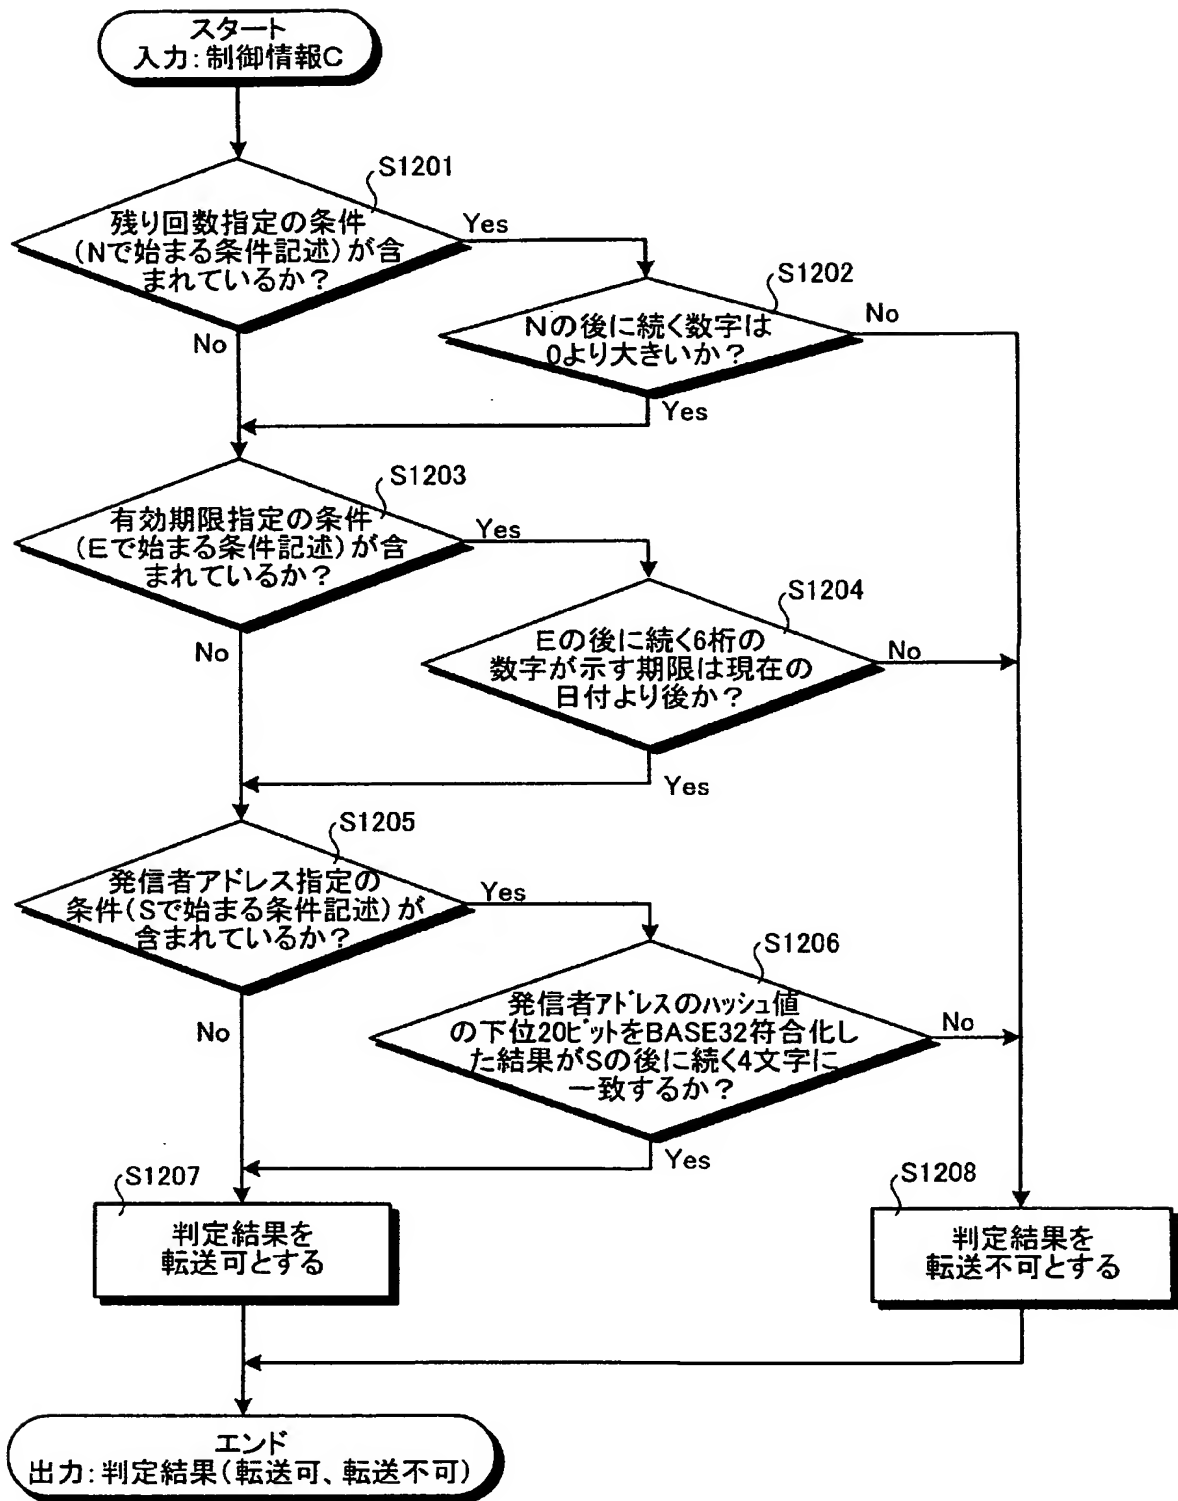 スタート
入力:制御情報C
S1201
残り回数指定の条件
(Nで始まる条件記述)が含
まれているか?
Yes
No
S1202
Nの後に続く数字は
0より大きいか?
No
Yes
S1203
有効期限指定の条件
(Eで始まる条件記述)が含
まれているか?
Yes
No
S1204
Eの後に続く6桁の
数字が示す期限は現在の
日付より後か?
No
Yes
S1205
発信者アドレス指定の
条件(Sで始まる条件記述)が
含まれているか?
Yes
No
S1206
発信者アドレスのハッシュ値
の下位20ビットをBASE32符合化し
た結果がSの後に続く4文字に
一致するか?
No
Yes
S1207
判定結果を
転送可とする
S1208
判定結果を
転送不可とする
エンド
出力:判定結果(転送可、転送不可)